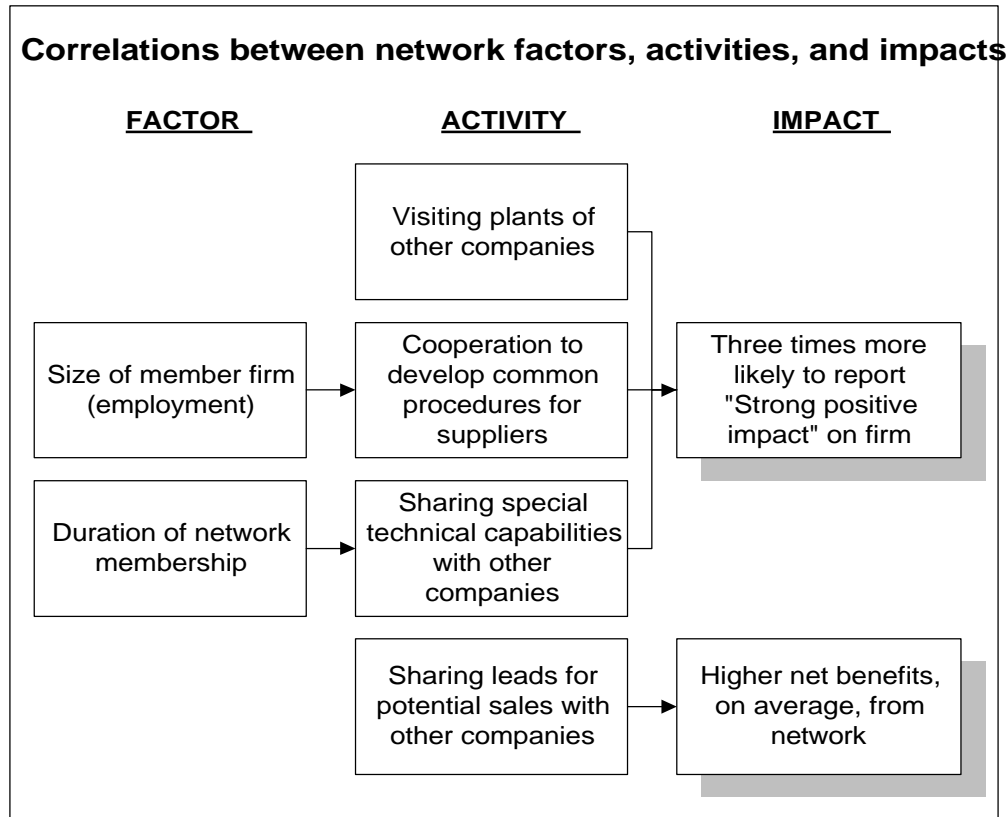 Correlations between network factors, activities, and impacts
FACTOR
ACTIVITY
IMPACT
Visiting plants of
other companies
Size of member firm
(employment)
Cooperation to
develop common
procedures for
suppliers
Three times more
likely to report
"Strong positive
impact" on firm
Duration of network
membership
Sharing special
technical capabilities
with other
companies
Sharing leads for
potential sales with
other companies
Higher net benefits,
on average, from
network